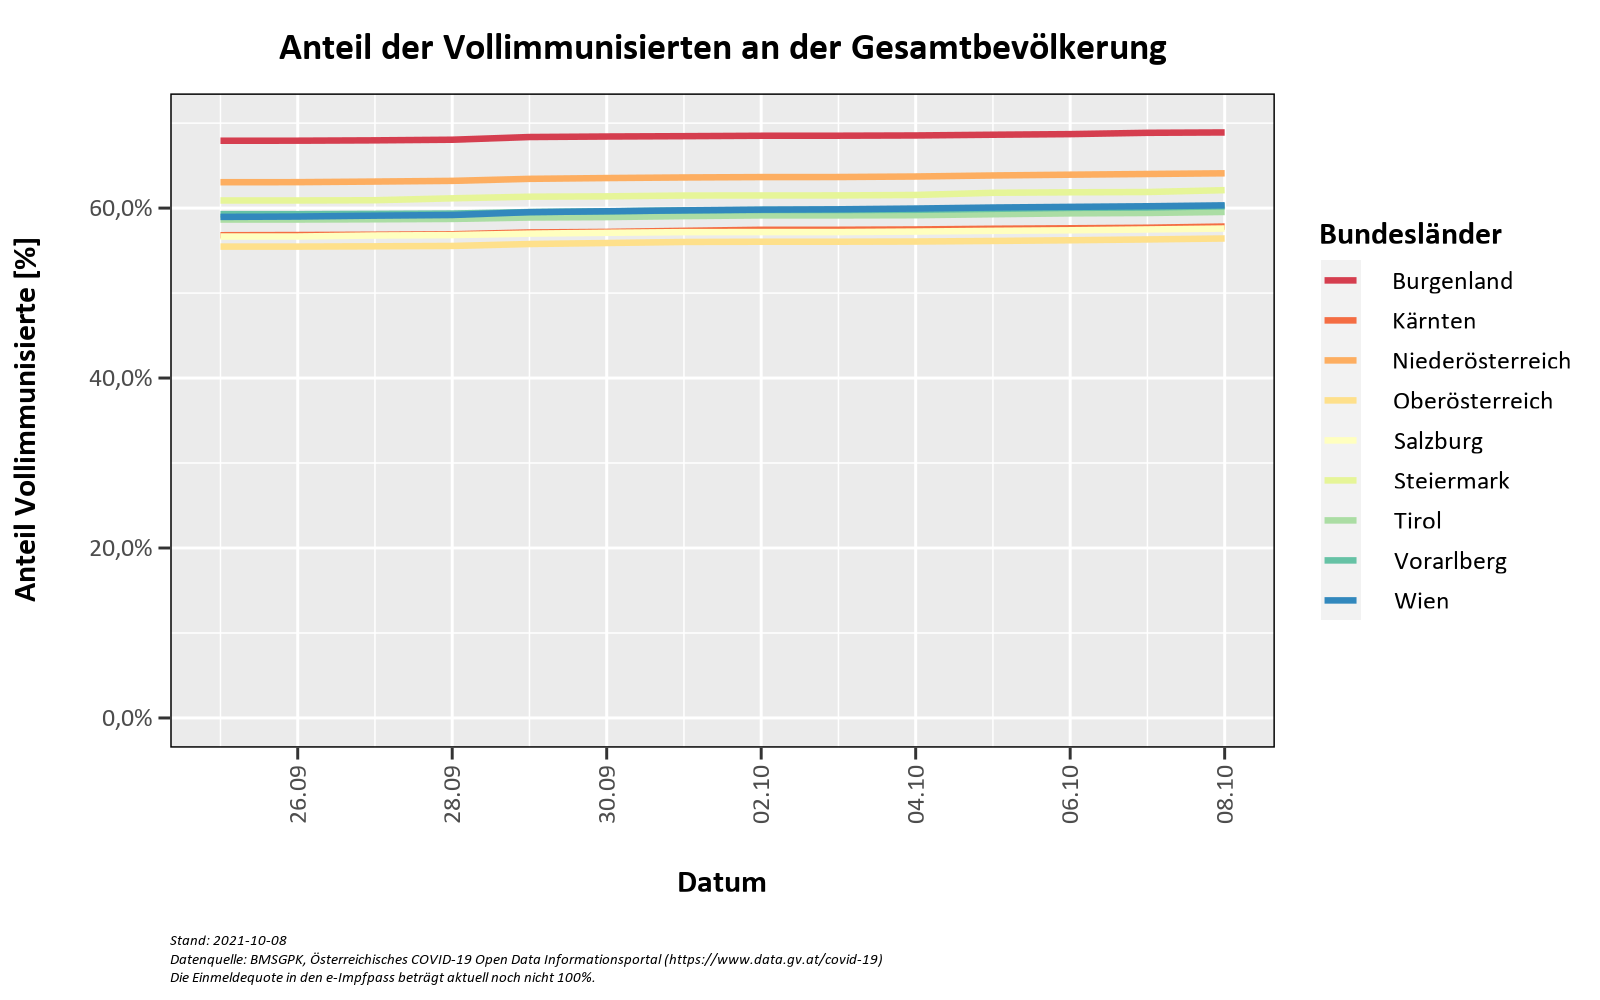 Anteil der Vollimmunisierten an der Gesamtbevölkerung
Anteil Vollimmunisierte [%]
60,0%
40,0%
20,0%
0,0%
26.09
28.09
30.09
02.10
04.10
06.10
08.10
Datum
Bundesländer
Burgenland
Kärnten
Niederösterreich
Oberösterreich
Salzburg
Steiermark
Tirol
Vorarlberg
Wien
Stand: 2021-10-08
Datenquelle: BMSGPK, Österreichisches COVID-19 Open Data Informationsportal (https://www.data.gv.at/covid-19)
Die Einmeldequote in den e-Impfpass beträgt aktuell noch nicht 100%.